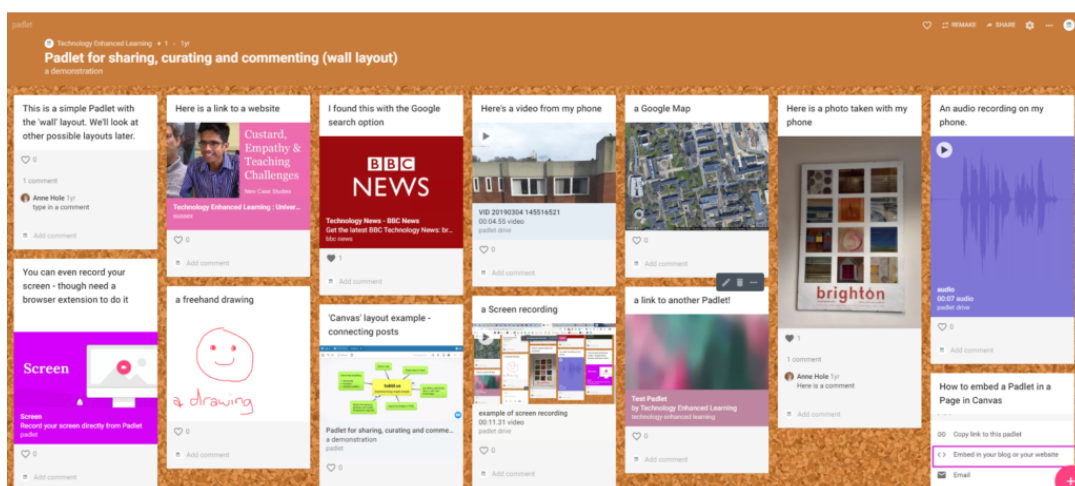 padlet
REMAKE
SHARE
Technology Enhanced Learning + 1 - 1yr
Padlet for sharing, curating and commenting (wall layout)
a demonstration
This is a simple Padlet with
the 'wall' layout. We'll look at
other possible layouts later.
0
1 comment
Anne Hole 1yr
type in a comment
Add comment
You can even record your
screen - though need a
browser extension to do it
Screen
Screen
Record your screen directly from Padlet
padlet
0
Add comment
Here is a link to a website
Custard,
Empathy &
Teaching
Challenges
New Case Studies
Technology Enhanced Learning : Univer...
sussex
0
Add comment
a freehand drawing
a drawing
0
Add comment
I found this with the Google
search option
BBC
NEWS
Technology News - BBC News
Get the latest BBC Technology News: br...
bbc news
1
Add comment
'Canvas' layout example -
connecting posts
Padlet for sharing, curating and comme...
a demonstration
padlet
0
Here's a video from my
phone
VID 20190304 145516521
00:04.55 video
padlet drive
0
Add comment
a Screen recording
example of screen recording
00:11.31 video
padlet drive
0
Add comment
a Google Map
0
Add comment
a link to another Padlet!
Test Padlet
by Technology Enhanced Learning
technology enhanced learning
0
Add comment
Here is a photo taken with my
phone
brighton
1
1 comment
Anne Hole 1yr
Here is a comment
Add comment
An audio recording on my
phone.
audio
00:07 audio
padlet drive
0
Add comment
How to embed a Padlet in a
Page in Canvas
Copy link to this padlet
Embed in your blog or your website
Email